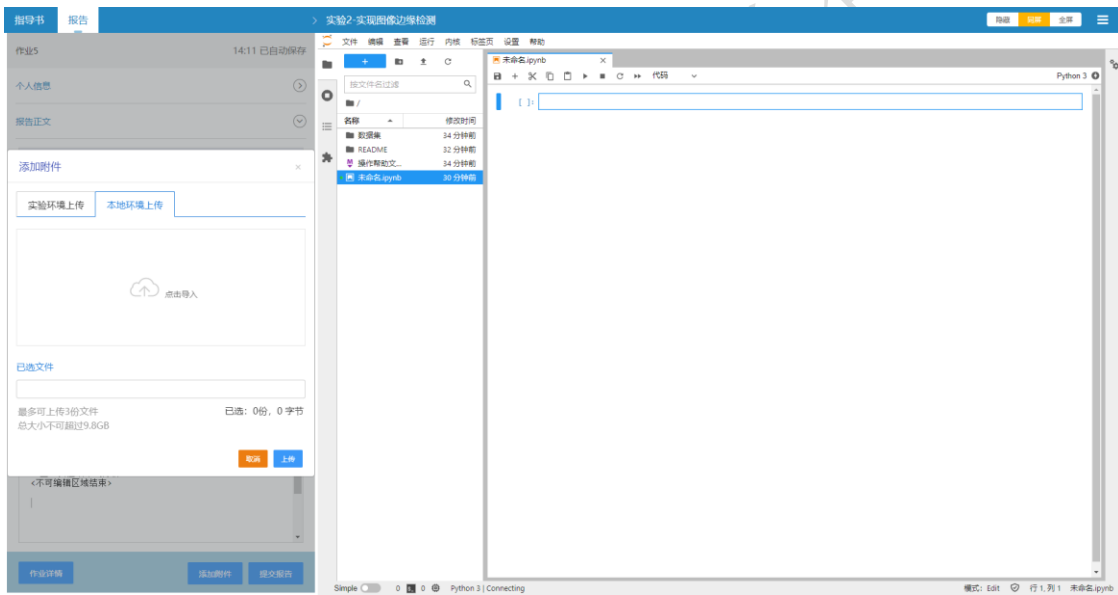 指导书 报告 > 实验2-实现图像边缘检测 隐藏 同屏 全屏
作业5 14:11 已自动保存
个人信息
报告正文
添加附件 ×
实验环境上传 本地环境上传
点击导入
已选文件
最多可上传3份文件 已选：0份，0 字节
总大小不可超过9.8GB
取消 上传
<不可编辑区域结束>
作业详情 添加附件 提交报告
文件 编辑 查看 运行 内核 标签页 设置 帮助
按文件名过滤
/
名称 修改时间
数据集 34 分钟前
README 32 分钟前
操作帮助文... 34 分钟前
未命名.ipynb 30 分钟前
未命名.ipynb ×
代码 Python 3
[ ]:
Simple 0 0 Python 3 | Connecting 模式: Edit 行 1, 列 1 未命名.ipynb